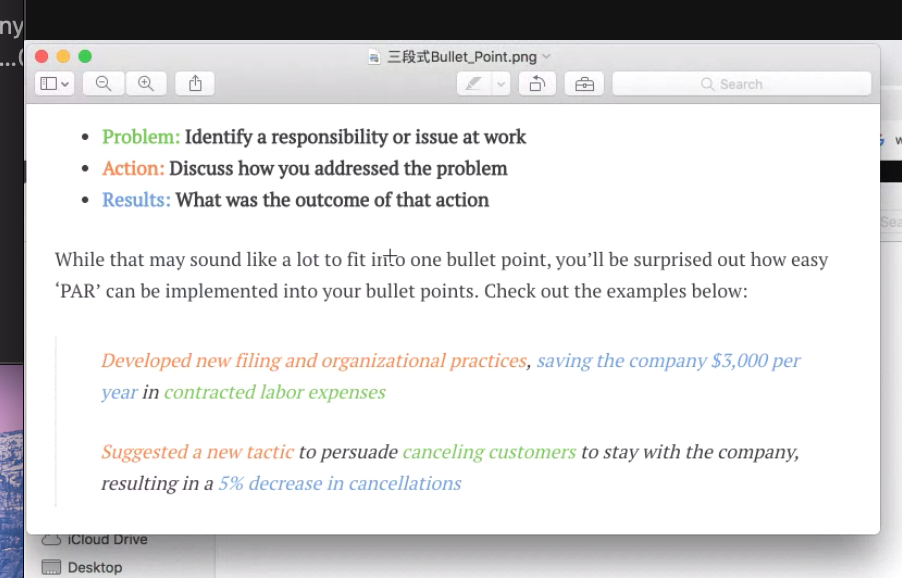 ny
...(
三段式Bullet_Point.png
Search
• Problem: Identify a responsibility or issue at work
• Action: Discuss how you addressed the problem
• Results: What was the outcome of that action
While that may sound like a lot to fit into one bullet point, you’ll be surprised out how easy
‘PAR’ can be implemented into your bullet points. Check out the examples below:
Developed new filing and organizational practices, saving the company $3,000 per
year in contracted labor expenses
Suggested a new tactic to persuade canceling customers to stay with the company,
resulting in a 5% decrease in cancellations
iCloud Drive
Desktop